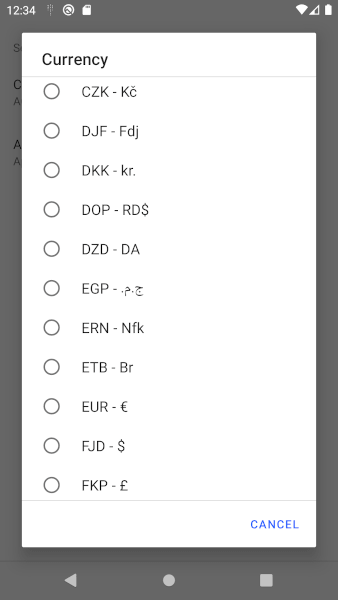 12:34
Currency
CZK - Kč
DJF - Fdj
DKK - kr.
DOP - RD$
DZD - DA
EGP - ج.م.
ERN - Nfk
ETB - Br
EUR - €
FJD - $
FKP - £
CANCEL